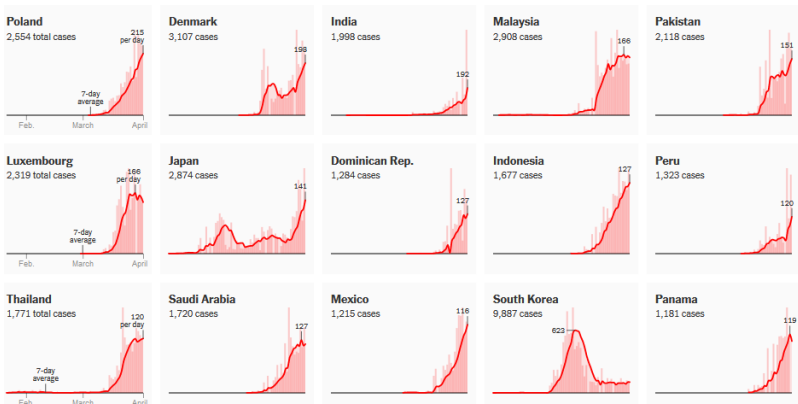 Poland
2,554 total cases
215
per day
7-day
average
Feb.
March
April
Denmark
3,107 cases
198
India
1,998 cases
192
Malaysia
2,908 cases
166
Pakistan
2,118 cases
151
Luxembourg
2,319 total cases
166
per day
7-day
average
Feb.
March
April
Japan
2,874 cases
141
Dominican Rep.
1,284 cases
127
Indonesia
1,677 cases
127
Peru
1,323 cases
120
Thailand
1,771 total cases
120
per day
7-day
average
Feb.
March
April
Saudi Arabia
1,720 cases
127
Mexico
1,215 cases
116
South Korea
9,887 cases
623
Panama
1,181 cases
119